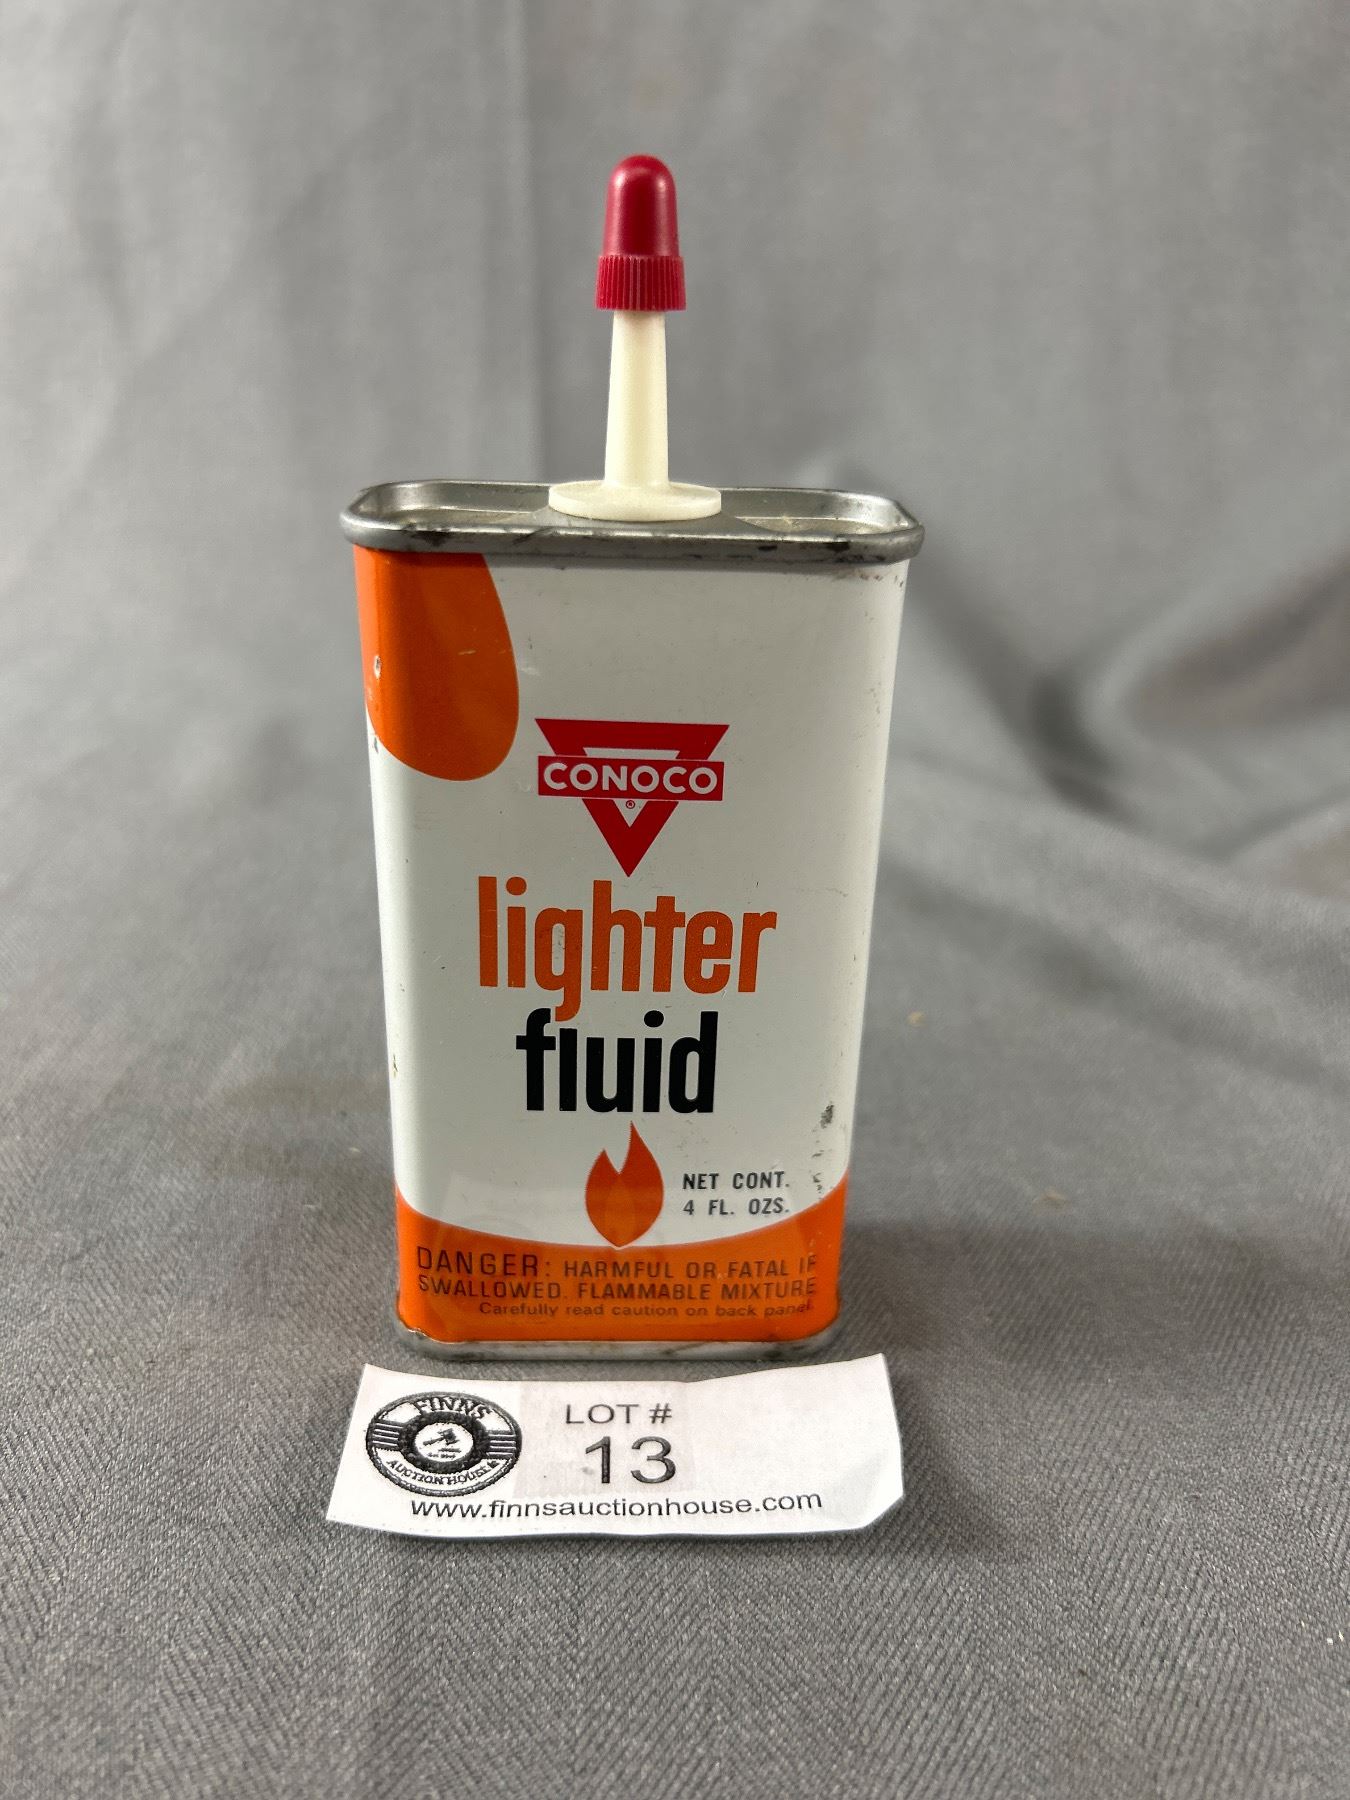 CONOCO
®
lighter
fluid
NET CONT.
4 FL. OZS.
DANGER: HARMFUL OR FATAL IF
SWALLOWED. FLAMMABLE MIXTURE
Carefully read caution on back panel.
FINNS
AUCTION HOUSE
LOT #
13
www.finnsauctionhouse.com